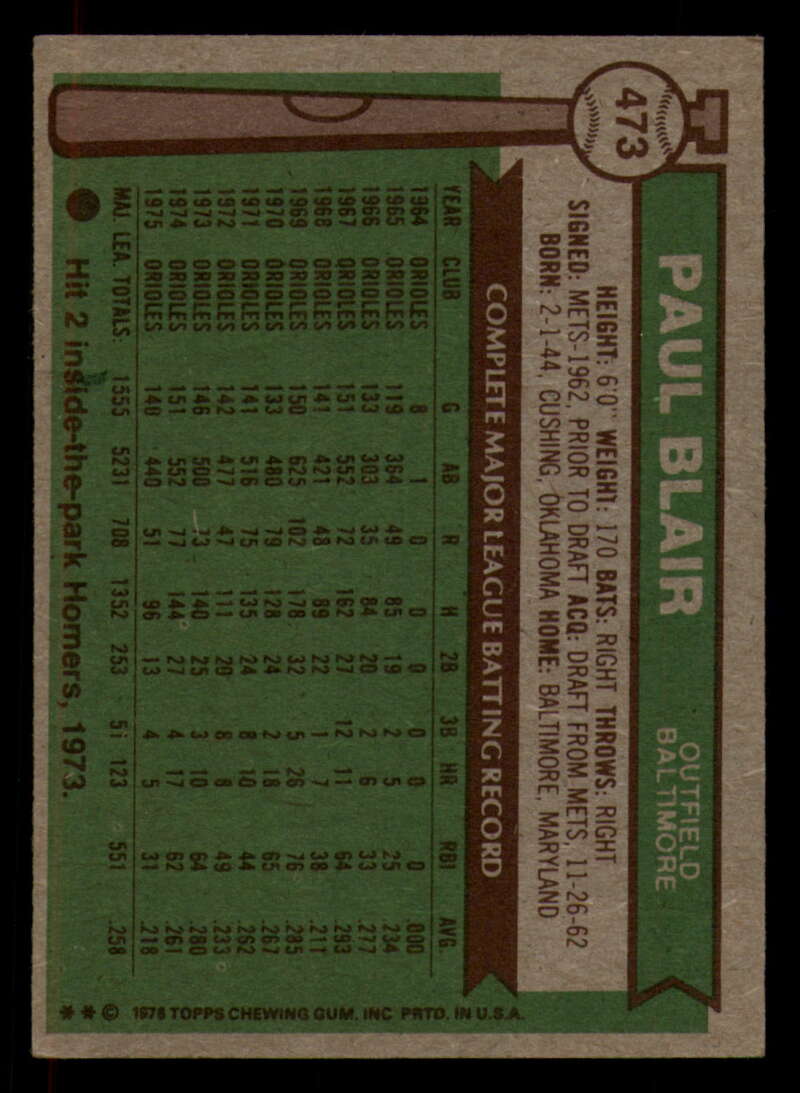 473
PAUL BLAIR
OUTFIELD
BALTIMORE
HEIGHT: 6'0" WEIGHT: 170 BATS: RIGHT THROWS: RIGHT
SIGNED: METS-1962, PRIOR TO DRAFT ACQ: DRAFT FROM METS, 11-26-62
BORN: 2-1-44, CUSHING, OKLAHOMA HOME: BALTIMORE, MARYLAND
COMPLETE MAJOR LEAGUE BATTING RECORD
YEAR CLUB G AB R H 2B 3B HR RBI AVG.
1964 ORIOLES 8 1 0 0 0 0 0 0 .000
1965 ORIOLES 119 364 49 85 19 2 5 25 .234
1966 ORIOLES 133 303 35 84 20 2 6 33 .277
1967 ORIOLES 151 552 72 162 27 12 11 64 .293
1968 ORIOLES 141 421 48 89 22 1 7 38 .211
1969 ORIOLES 150 625 102 178 32 5 26 76 .285
1970 ORIOLES 133 480 79 128 24 2 18 65 .267
1971 ORIOLES 141 516 75 135 24 8 10 44 .262
1972 ORIOLES 142 477 47 111 20 8 8 49 .233
1973 ORIOLES 146 500 73 140 25 3 10 64 .280
1974 ORIOLES 151 552 77 144 27 4 17 62 .261
1975 ORIOLES 140 440 51 96 13 4 5 31 .218
MAJ. LEA. TOTALS: 1555 5231 708 1352 253 51 123 551 .258
Hit 2 inside-the-park Homers, 1973.
* * © 1976 TOPPS CHEWING GUM, INC PRTD. IN U.S.A.